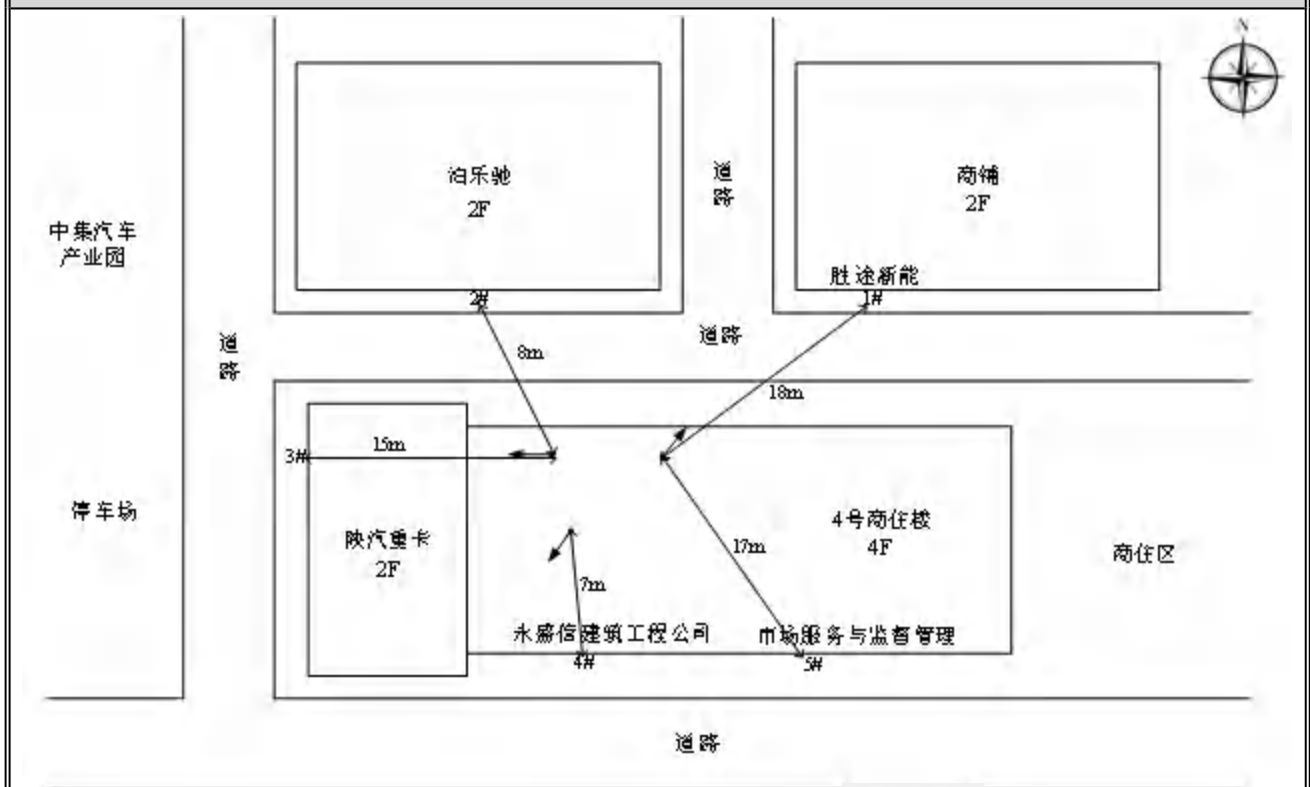 N
泊乐驰
2F
道路
商铺
2F
中集汽车
产业园
胜途新能
2#
1#
道路
道路
8m
18m
3#
15m
停车场
陕汽重卡
2F
4号商住楼
4F
17m
商住区
7m
永盛信建筑工程公司
市场服务与监督管理
4#
5#
道路